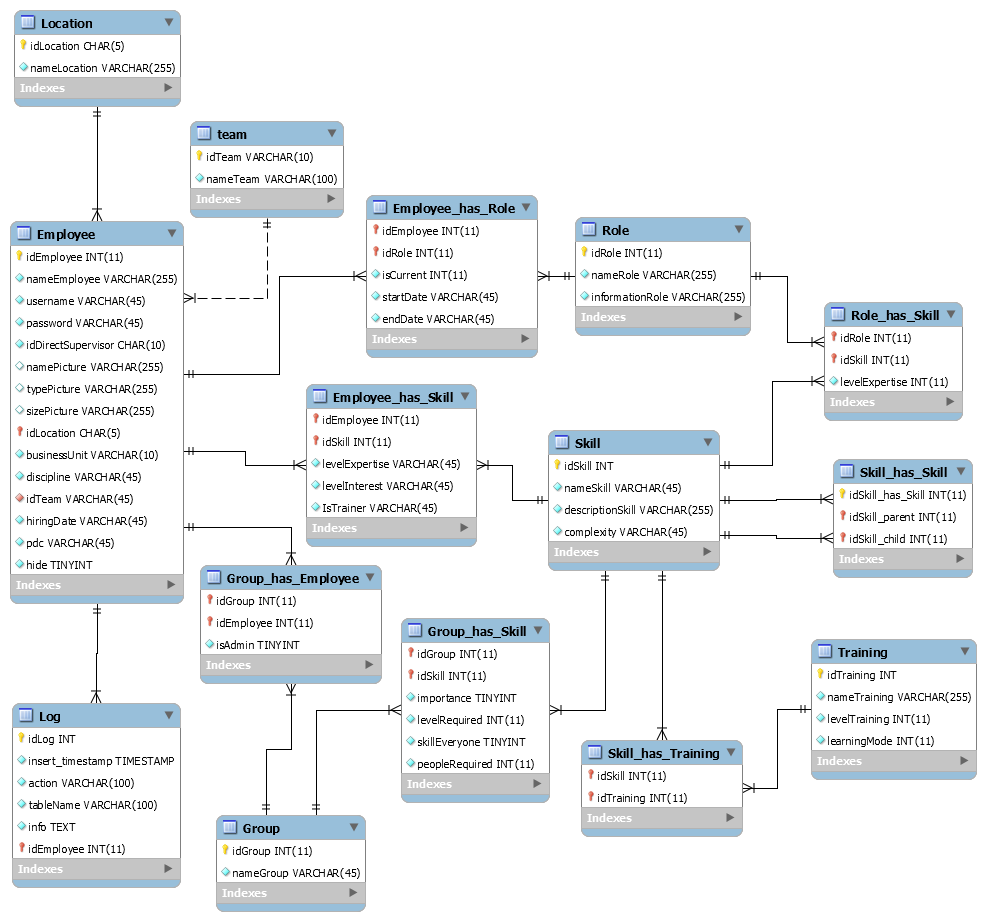 Location
idLocation CHAR(5)
nameLocation VARCHAR(255)
Indexes
team
idTeam VARCHAR(10)
nameTeam VARCHAR(100)
Indexes
Employee
idEmployee INT(11)
nameEmployee VARCHAR(255)
username VARCHAR(45)
password VARCHAR(45)
idDirectSupervisor CHAR(10)
namePicture VARCHAR(255)
typePicture VARCHAR(255)
sizePicture VARCHAR(255)
idLocation CHAR(5)
businessUnit VARCHAR(10)
discipline VARCHAR(45)
idTeam VARCHAR(45)
hiringDate VARCHAR(45)
pdc VARCHAR(45)
hide TINYINT
Indexes
Employee_has_Role
idEmployee INT(11)
idRole INT(11)
isCurrent INT(11)
startDate VARCHAR(45)
endDate VARCHAR(45)
Indexes
Role
idRole INT(11)
nameRole VARCHAR(255)
informationRole VARCHAR(255)
Indexes
Role_has_Skill
idRole INT(11)
idSkill INT(11)
levelExpertise INT(11)
Indexes
Employee_has_Skill
idEmployee INT(11)
idSkill INT(11)
levelExpertise VARCHAR(45)
levelInterest VARCHAR(45)
IsTrainer VARCHAR(45)
Indexes
Skill
idSkill INT
nameSkill VARCHAR(45)
descriptionSkill VARCHAR(255)
complexity VARCHAR(45)
Indexes
Skill_has_Skill
idSkill_has_Skill INT(11)
idSkill_parent INT(11)
idSkill_child INT(11)
Indexes
Group_has_Employee
idGroup INT(11)
idEmployee INT(11)
isAdmin TINYINT
Indexes
Group_has_Skill
idGroup INT(11)
idSkill INT(11)
importance TINYINT
levelRequired INT(11)
skillEveryone TINYINT
peopleRequired INT(11)
Indexes
Training
idTraining INT
nameTraining VARCHAR(255)
levelTraining INT(11)
learningMode INT(11)
Indexes
Log
idLog INT
insert_timestamp TIMESTAMP
action VARCHAR(100)
tableName VARCHAR(100)
info TEXT
idEmployee INT(11)
Indexes
Skill_has_Training
idSkill INT(11)
idTraining INT(11)
Indexes
Group
idGroup INT(11)
nameGroup VARCHAR(45)
Indexes